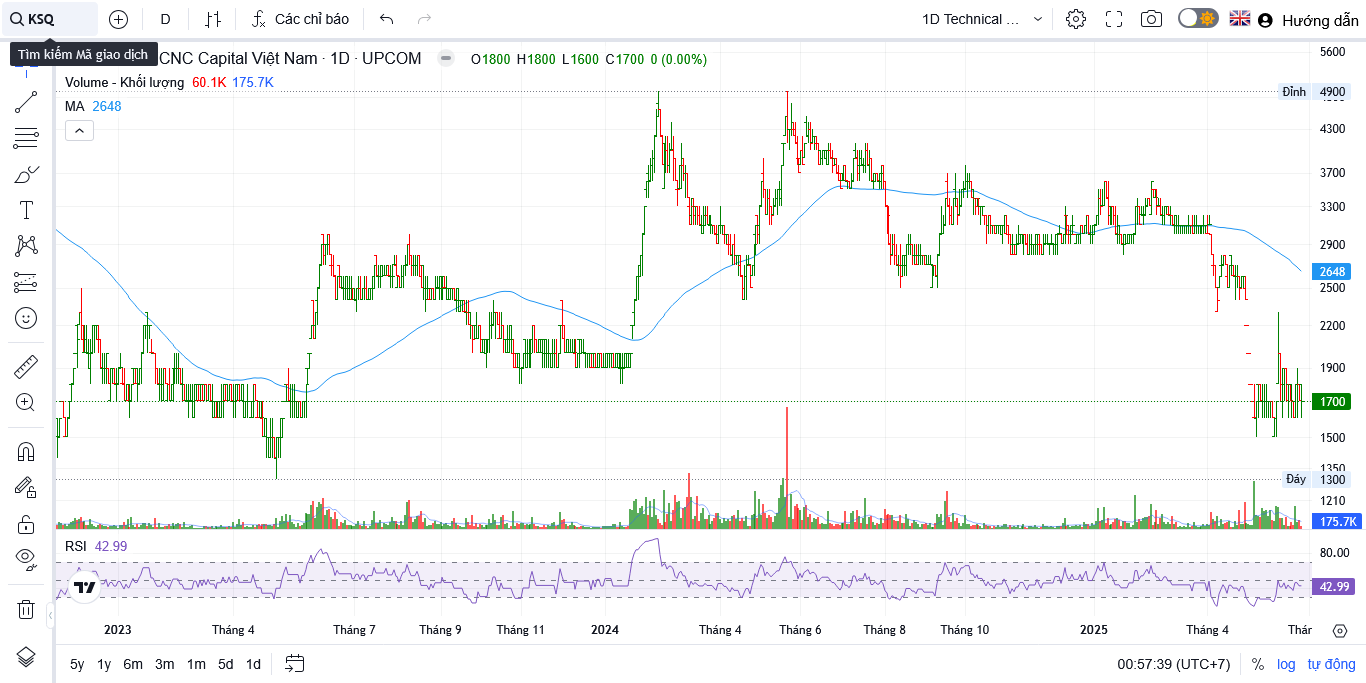 KSQ D Các chỉ báo 1D Technical ... Hướng dẫn
Tìm kiếm Mã giao dịch
CNC Capital Việt Nam · 1D · UPCOM O1800 H1800 L1600 C1700 0 (0.00%)
Volume - Khối lượng 60.1K 175.7K
MA 2648
5600
Đỉnh 4900
4300
3700
3300
2900
2648
2500
2200
1900
1700
1500
1350
Đáy 1300
1210
175.7K
RSI 42.99
80.00
42.99
2023 Tháng 4 Tháng 7 Tháng 9 Tháng 11 2024 Tháng 4 Tháng 6 Tháng 8 Tháng 10 2025 Tháng 4 Thár
5y 1y 6m 3m 1m 5d 1d 00:57:39 (UTC+7) % log tự động